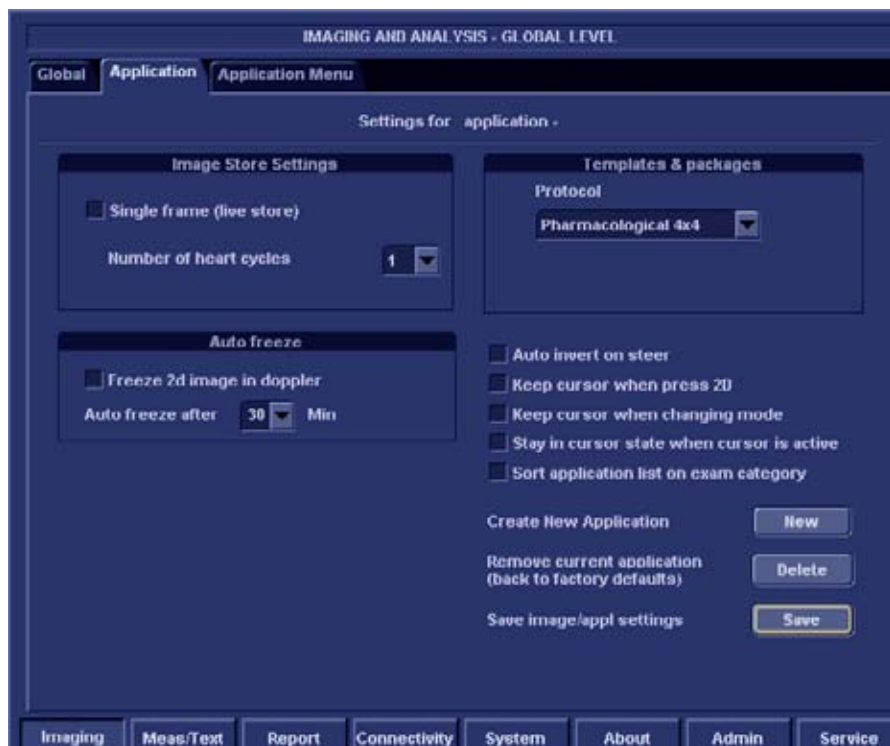 IMAGING AND ANALYSIS - GLOBAL LEVEL
Global
Application
Application Menu
Settings for application -
Image Store Settings
Single frame (live store)
Number of heart cycles
1
Templates & packages
Protocol
Pharmacological 4x4
Auto freeze
Freeze 2d image in doppler
Auto freeze after 30 Min
Auto invert on steer
Keep cursor when press 2D
Keep cursor when changing mode
Stay in cursor state when cursor is active
Sort application list on exam category
Create New Application
New
Remove current application
(back to factory defaults)
Delete
Save image/appl settings
Save
Imaging
Meas/Text
Report
Connectivity
System
About
Admin
Service